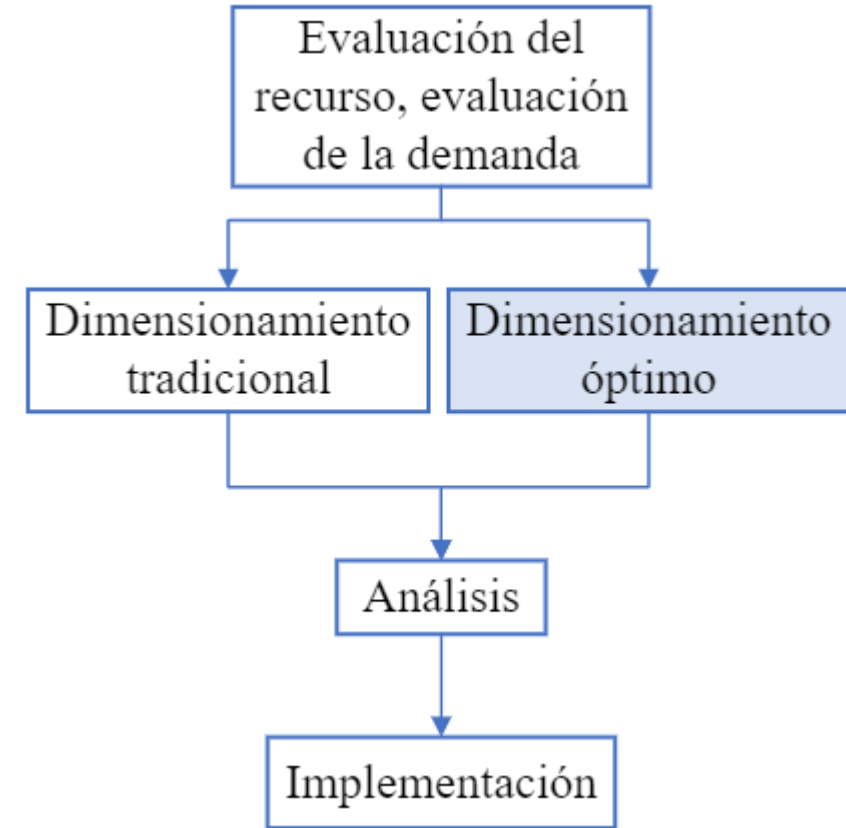 Evaluación del
recurso, evaluación
de la demanda
Dimensionamiento
tradicional
Dimensionamiento
óptimo
Análisis
Implementación